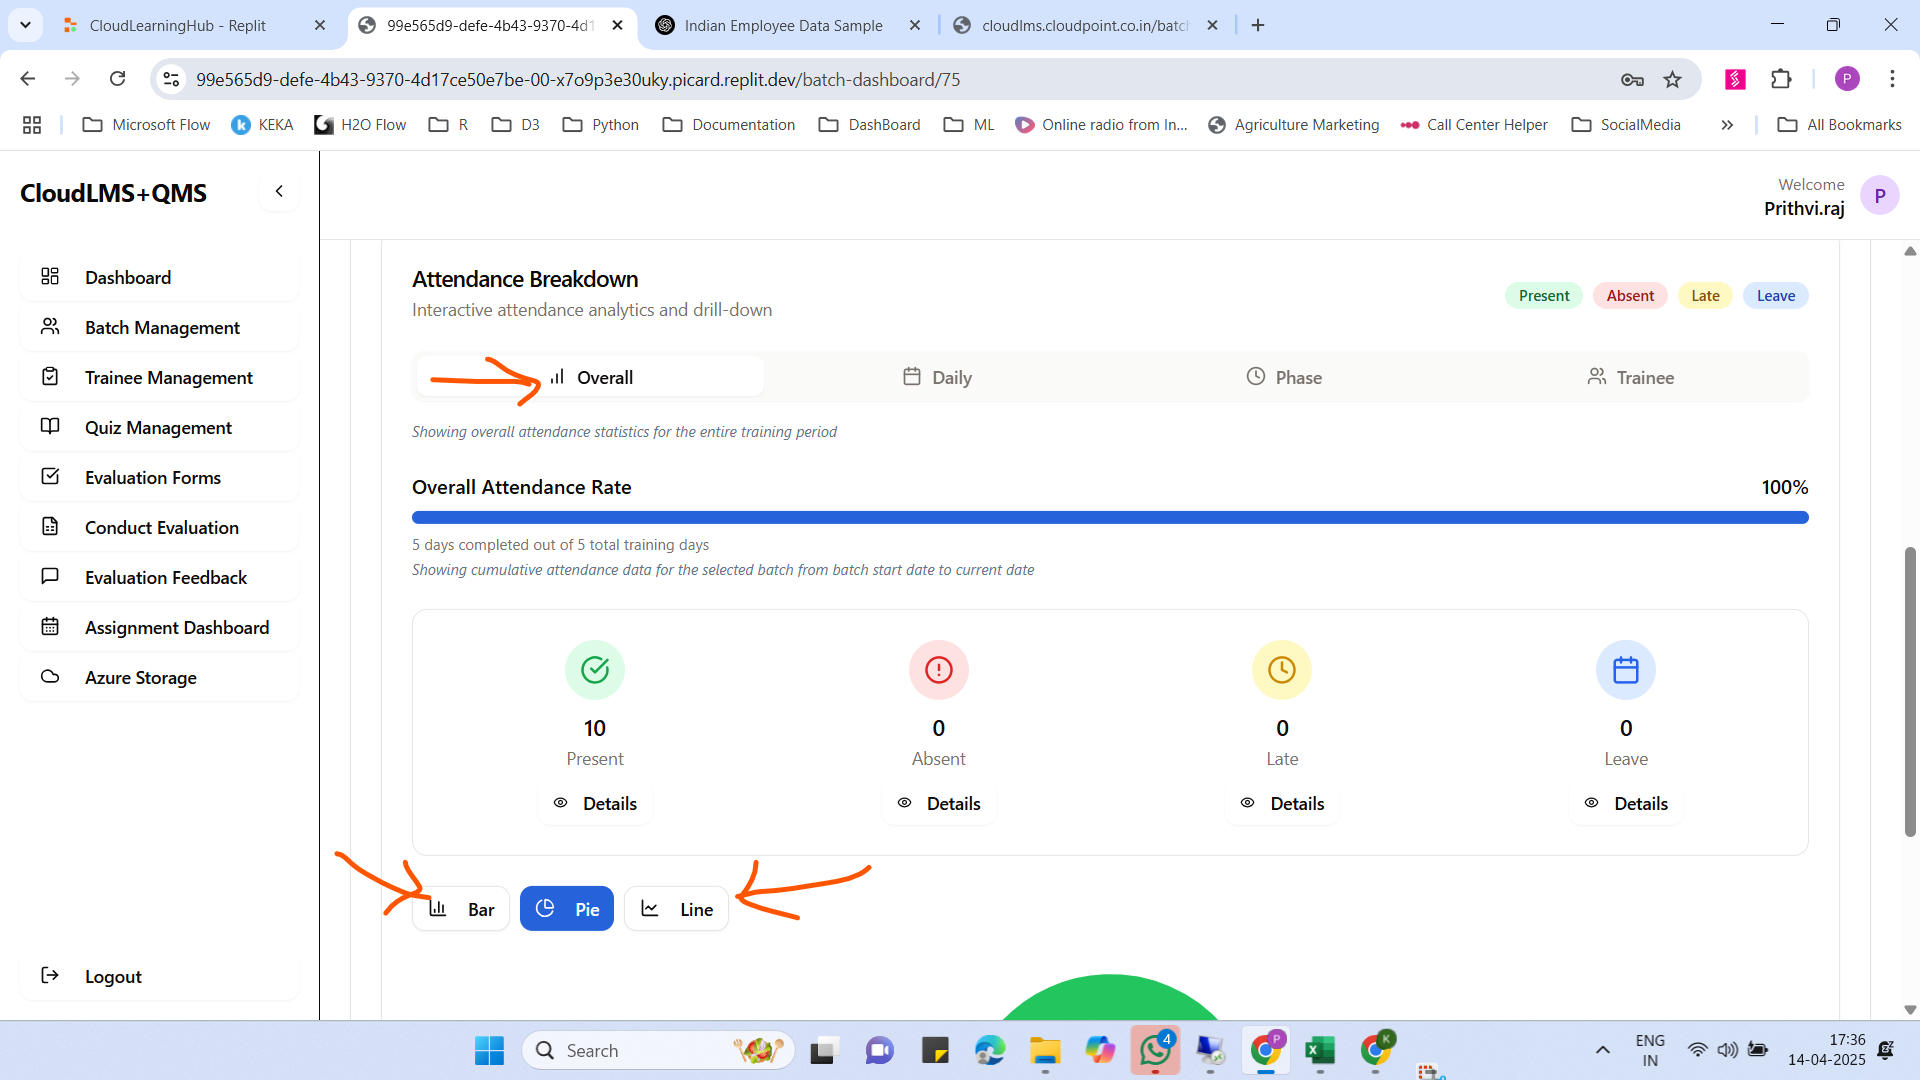 CloudLearningHub - Replit
99e565d9-defe-4b43-9370-4d1
Indian Employee Data Sample
cloudlms.cloudpoint.co.in/batch
99e565d9-defe-4b43-9370-4d17ce50e7be-00-x7o9p3e30uky.picard.replit.dev/batch-dashboard/75
P
Microsoft Flow
KEKA
H2O Flow
R
D3
Python
Documentation
DashBoard
ML
Online radio from In...
Agriculture Marketing
Call Center Helper
SocialMedia
All Bookmarks
CloudLMS+QMS
Welcome
Prithvi.raj
P
Dashboard
Batch Management
Trainee Management
Quiz Management
Evaluation Forms
Conduct Evaluation
Evaluation Feedback
Assignment Dashboard
Azure Storage
Logout
Attendance Breakdown
Interactive attendance analytics and drill-down
Present
Absent
Late
Leave
Overall
Daily
Phase
Trainee
Showing overall attendance statistics for the entire training period
Overall Attendance Rate
100%
5 days completed out of 5 total training days
Showing cumulative attendance data for the selected batch from batch start date to current date
10
Present
Details
0
Absent
Details
0
Late
Details
0
Leave
Details
Bar
Pie
Line
Search
4
P
K
ENG
IN
17:36
14-04-2025